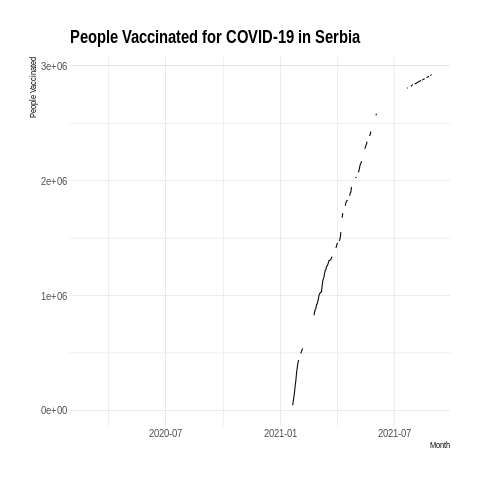 People Vaccinated for COVID-19 in Serbia
People Vaccinated
3e+06
2e+06
1e+06
0e+00
2020-07
2021-01
2021-07
Month